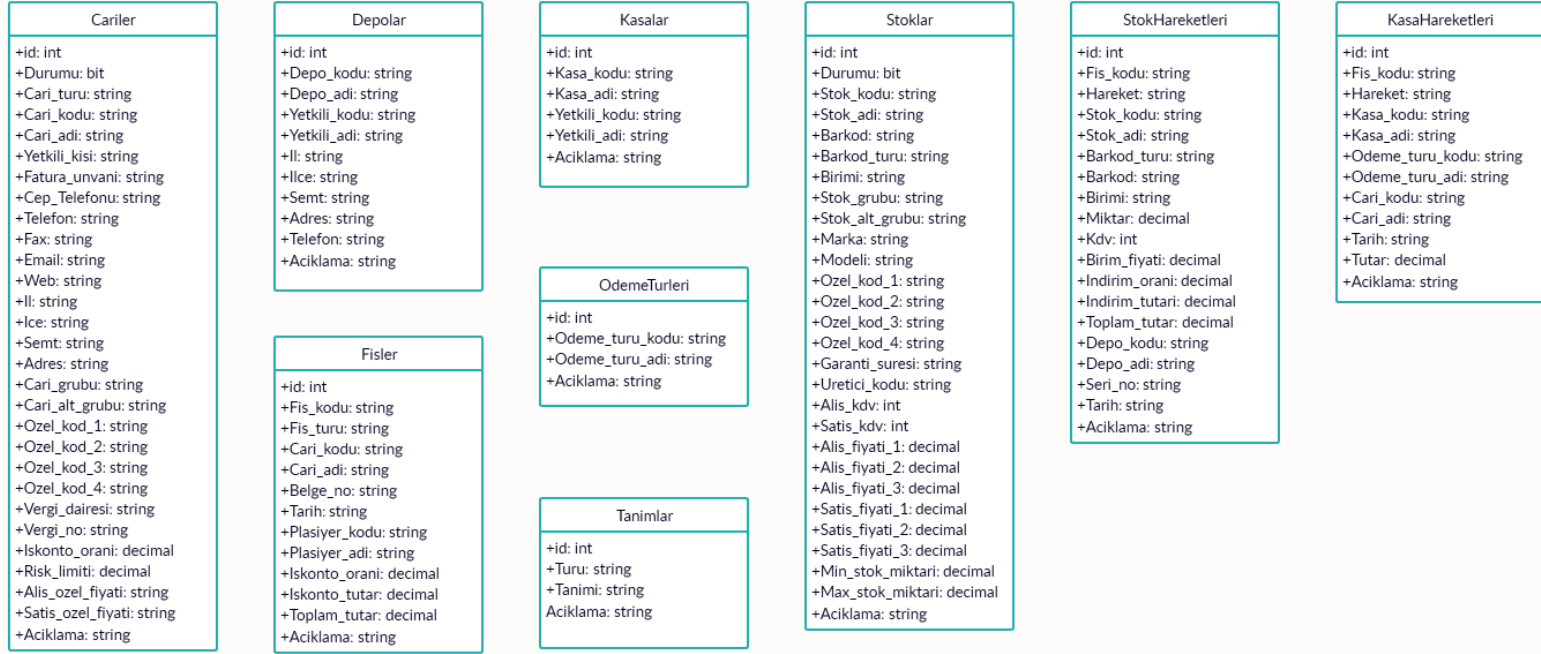 Cariler
+id: int
+Durumu: bit
+Cari_turu: string
+Cari_kodu: string
+Cari_adi: string
+Yetkili_kisi: string
+Fatura_unvani: string
+Cep_Telefonu: string
+Telefon: string
+Fax: string
+Email: string
+Web: string
+Il: string
+Ice: string
+Semt: string
+Adres: string
+Cari_grubu: string
+Cari_alt_grubu: string
+Ozel_kod_1: string
+Ozel_kod_2: string
+Ozel_kod_3: string
+Ozel_kod_4: string
+Vergi_dairesi: string
+Vergi_no: string
+Iskonto_orani: decimal
+Risk_limiti: decimal
+Alis_ozel_fiyati: string
+Satis_ozel_fiyati: string
+Aciklama: string
Depolar
+id: int
+Depo_kodu: string
+Depo_adi: string
+Yetkili_kodu: string
+Yetkili_adi: string
+Il: string
+Ilce: string
+Semt: string
+Adres: string
+Telefon: string
+Aciklama: string
Fisler
+id: int
+Fis_kodu: string
+Fis_turu: string
+Cari_kodu: string
+Cari_adi: string
+Belge_no: string
+Tarih: string
+Plasiyer_kodu: string
+Plasiyer_adi: string
+Iskonto_orani: decimal
+Iskonto_tutar: decimal
+Toplam_tutar: decimal
+Aciklama: string
Kasalar
+id: int
+Kasa_kodu: string
+Kasa_adi: string
+Yetkili_kodu: string
+Yetkili_adi: string
+Aciklama: string
OdemeTurleri
+id: int
+Odeme_turu_kodu: string
+Odeme_turu_adi: string
+Aciklama: string
Tanimlar
+id: int
+Turu: string
+Tanimi: string
Aciklama: string
Stoklar
+id: int
+Durumu: bit
+Stok_kodu: string
+Stok_adi: string
+Barkod: string
+Barkod_turu: string
+Birimi: string
+Stok_grubu: string
+Stok_alt_grubu: string
+Marka: string
+Modeli: string
+Ozel_kod_1: string
+Ozel_kod_2: string
+Ozel_kod_3: string
+Ozel_kod_4: string
+Garanti_suresi: string
+Uretici_kodu: string
+Alis_kdv: int
+Satis_kdv: int
+Alis_fiyati_1: decimal
+Alis_fiyati_2: decimal
+Alis_fiyati_3: decimal
+Satis_fiyati_1: decimal
+Satis_fiyati_2: decimal
+Satis_fiyati_3: decimal
+Min_stok_miktari: decimal
+Max_stok_miktari: decimal
+Aciklama: string
StokHareketleri
+id: int
+Fis_kodu: string
+Hareket: string
+Stok_kodu: string
+Stok_adi: string
+Barkod_turu: string
+Barkod: string
+Birimi: string
+Miktar: decimal
+Kdv: int
+Birim_fiyati: decimal
+Indirim_orani: decimal
+Indirim_tutari: decimal
+Toplam_tutar: decimal
+Depo_kodu: string
+Depo_adi: string
+Seri_no: string
+Tarih: string
+Aciklama: string
KasaHareketleri
+id: int
+Fis_kodu: string
+Hareket: string
+Kasa_kodu: string
+Kasa_adi: string
+Odeme_turu_kodu: string
+Odeme_turu_adi: string
+Cari_kodu: string
+Cari_adi: string
+Tarih: string
+Tutar: decimal
+Aciklama: string